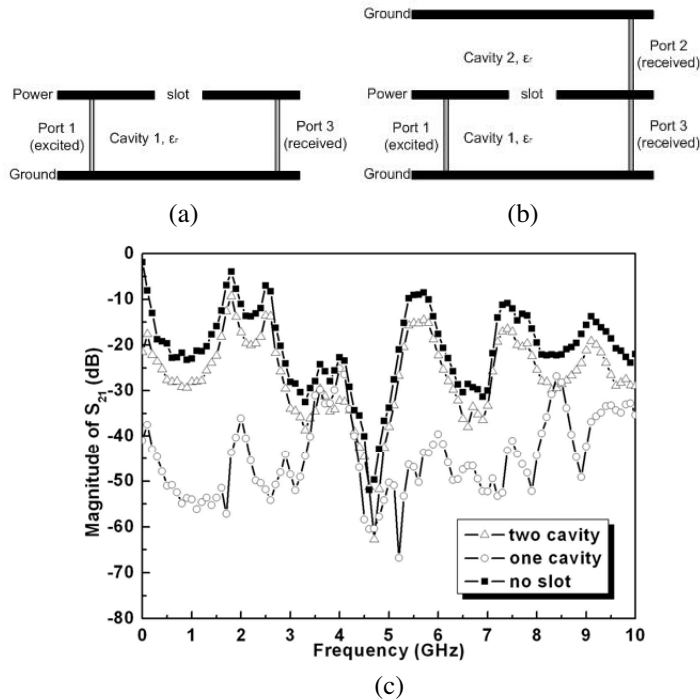 Power
slot
Port 1
(excited)
Cavity 1, εr
Port 3
(received)
Ground
(a)
Ground
Cavity 2, εr
Port 2
(received)
Power
slot
Port 1
(excited)
Cavity 1, εr
Port 3
(received)
Ground
(b)
Magnitude of S21 (dB)
0
-10
-20
-30
-40
-50
-60
-70
-80
two cavity
one cavity
no slot
0 1 2 3 4 5 6 7 8 9 10
Frequency (GHz)
(c)